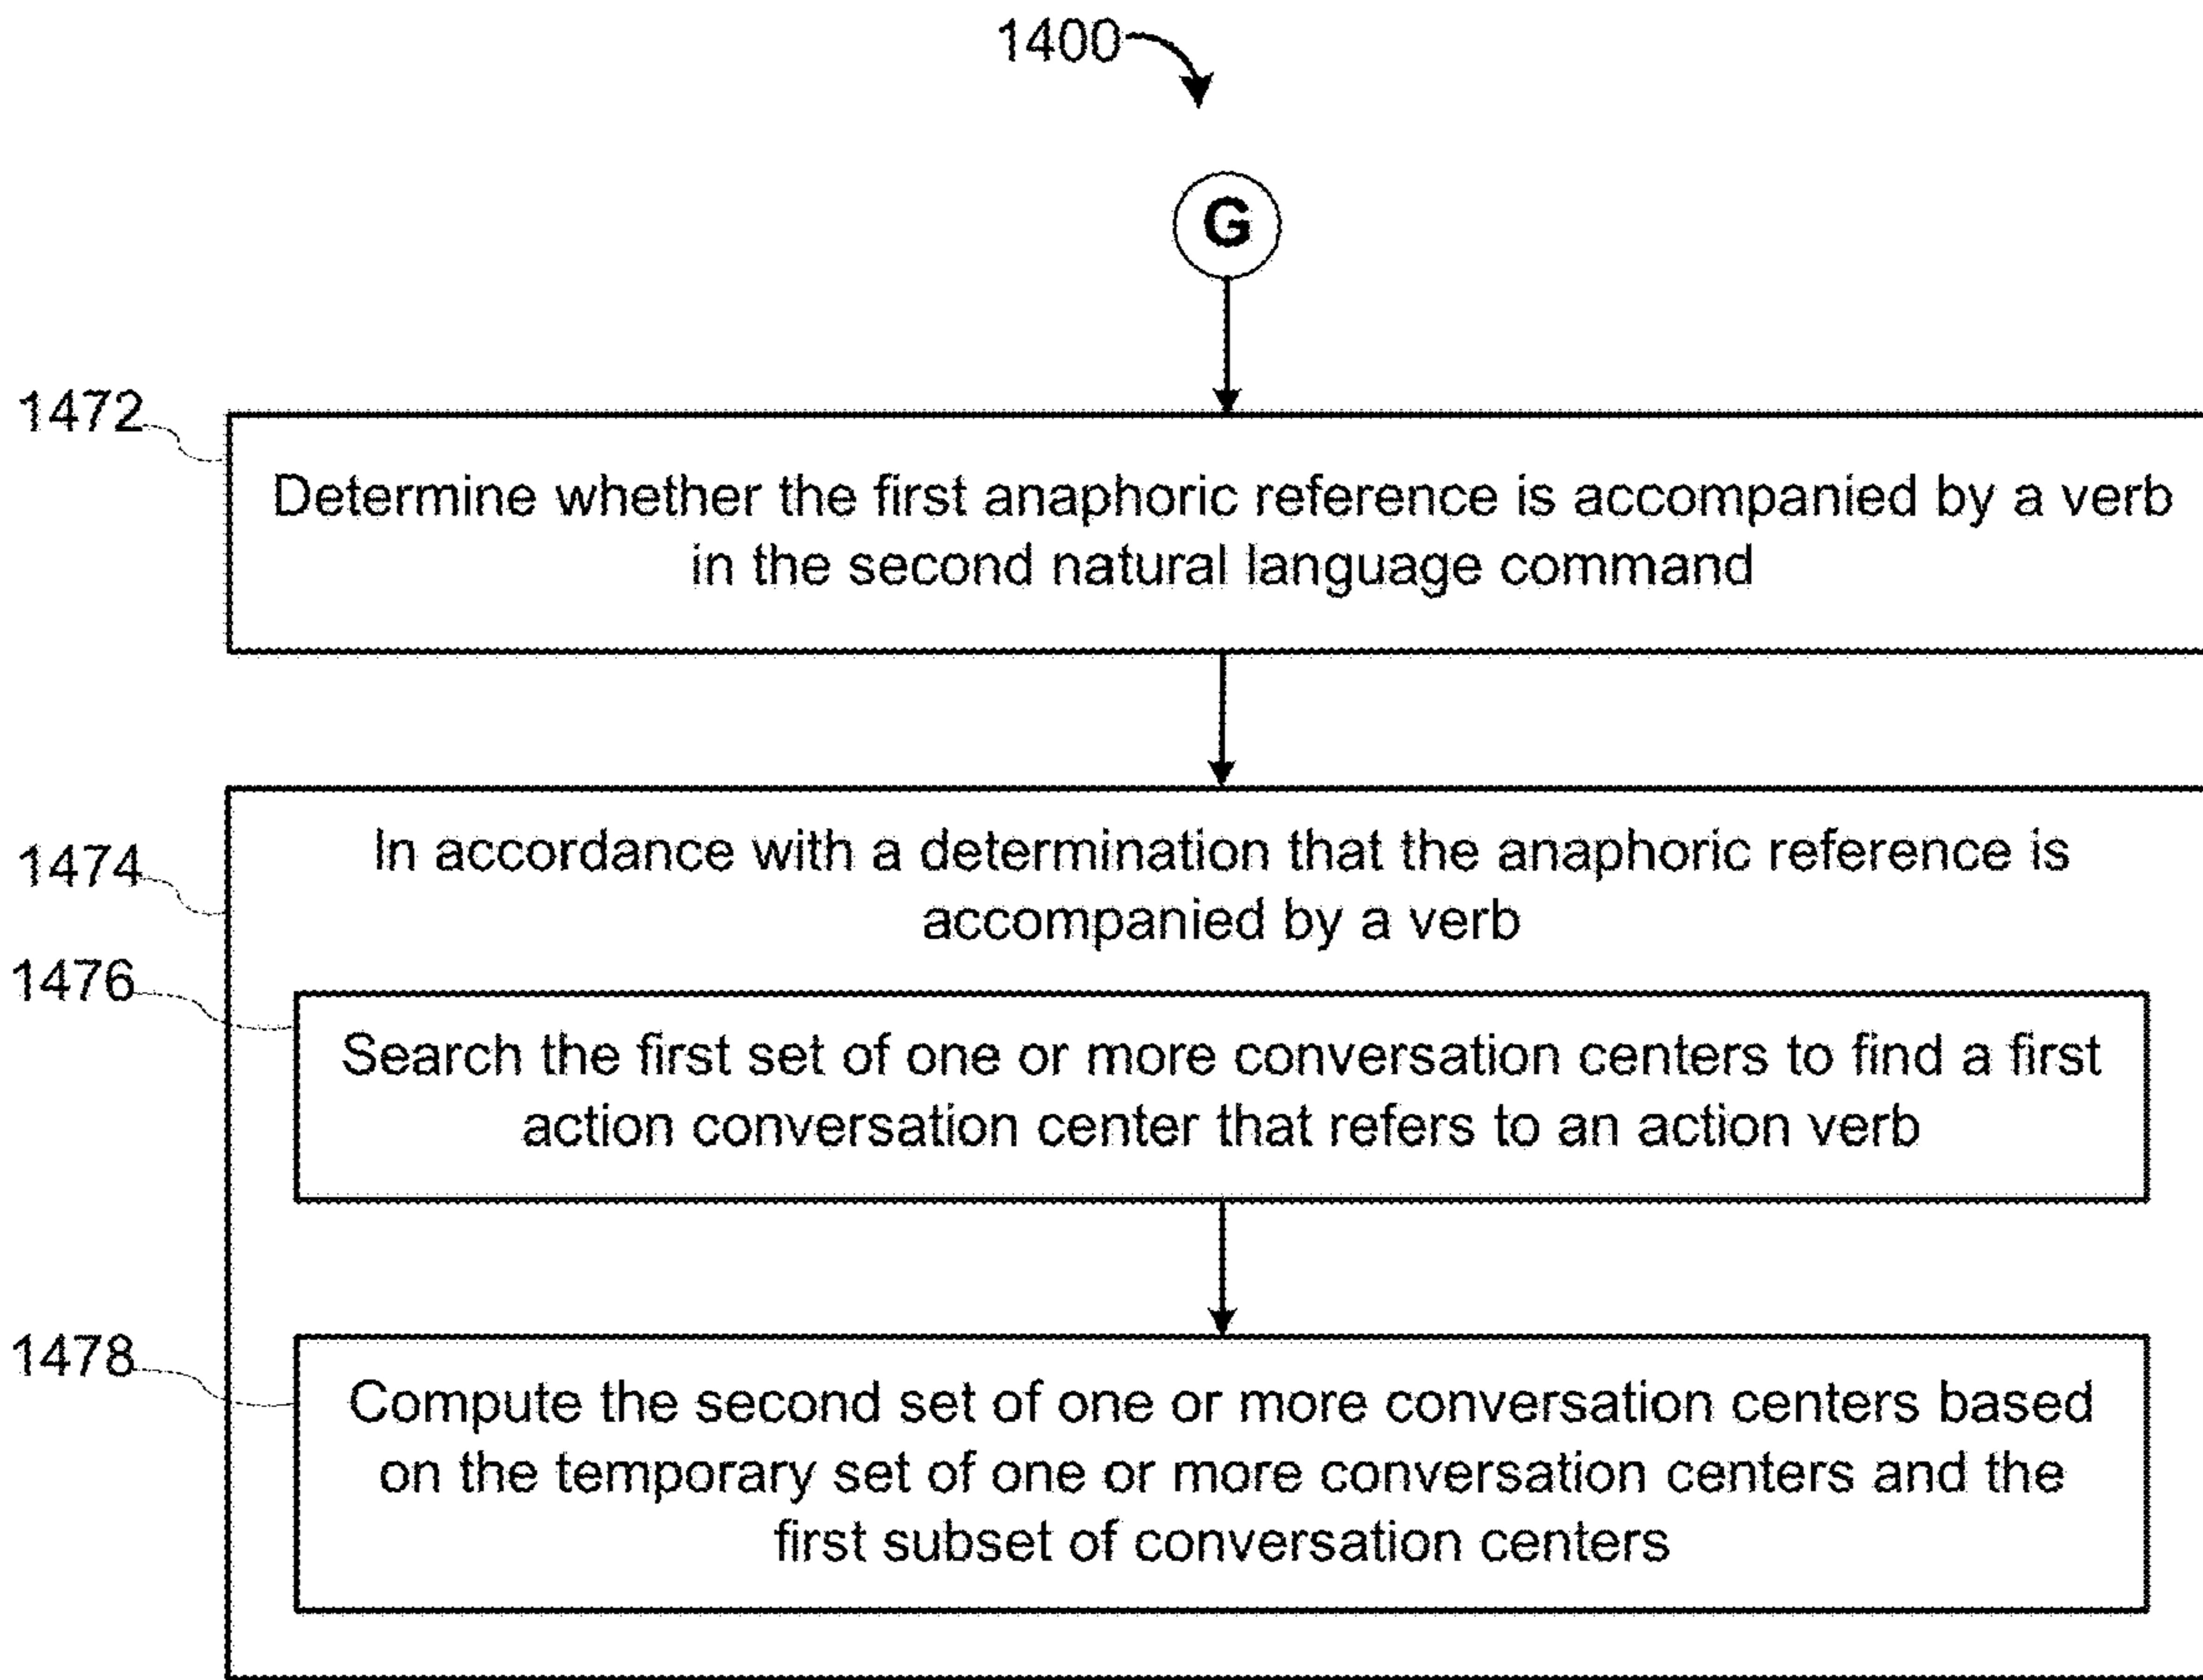 1400
G
1472
Determine whether the first anaphoric reference is accompanied by a verb
in the second natural language command
1474
In accordance with a determination that the anaphoric reference is
accompanied by a verb
1476
Search the first set of one or more conversation centers to find a first
action conversation center that refers to an action verb
1478
Compute the second set of one or more conversation centers based
on the temporary set of one or more conversation centers and the
first subset of conversation centers